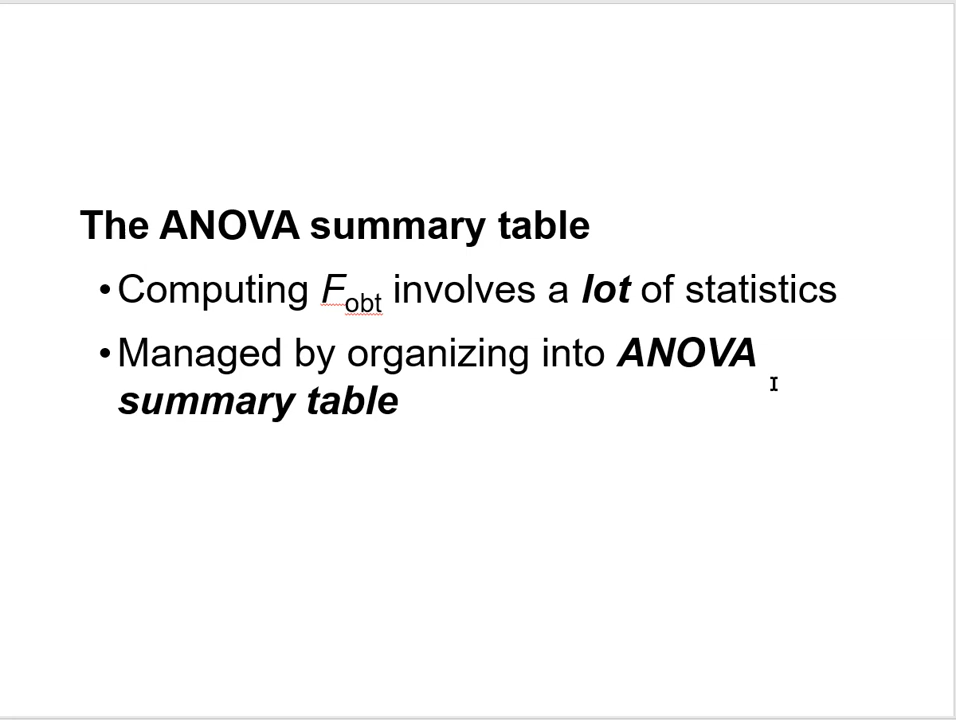 The ANOVA summary table
• Computing Fobt involves a lot of statistics
• Managed by organizing into ANOVA
summary table